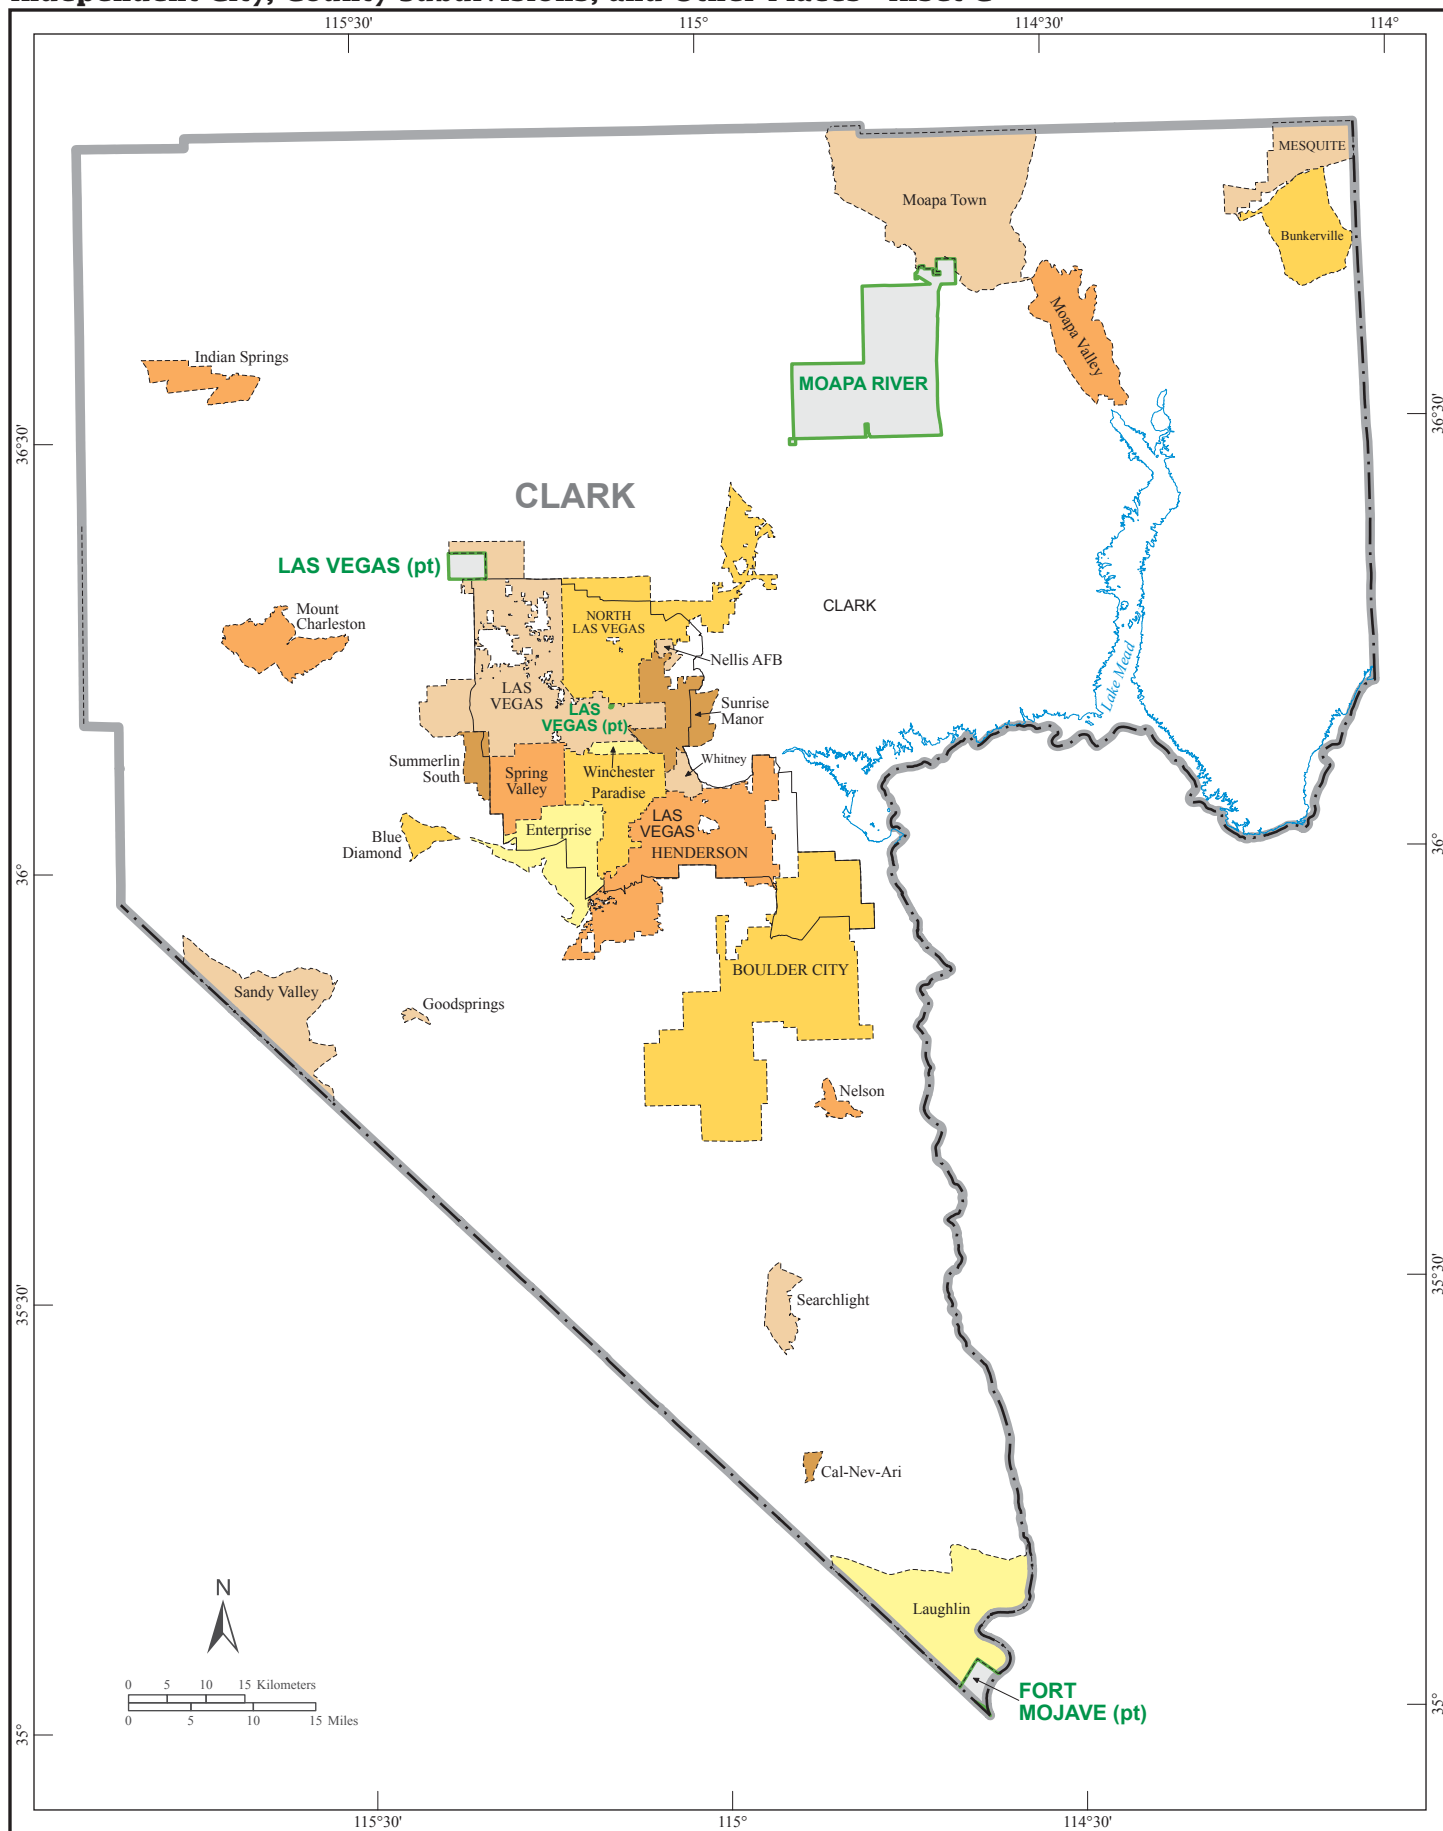 115°30'
115°
114°30'
114°
MESQUITE
Moapa Town
Bunkerville
Moapa Valley
Indian Springs
MOAPA RIVER
36°30'
36°30'
CLARK
LAS VEGAS (pt)
CLARK
Mount
Charleston
NORTH
LAS VEGAS
Nellis AFB
LAS
VEGAS
Lake Mead
LAS
VEGAS (pt)
Sunrise
Manor
Summerlin
South
Whitney
Spring
Valley
Winchester
Paradise
LAS
VEGAS
Enterprise
Blue
Diamond
HENDERSON
36°
36°
BOULDER CITY
Sandy Valley
Goodsprings
Nelson
35°30'
35°30'
Searchlight
Cal-Nev-Ari
N
Laughlin
0 5 10 15 Kilometers
0 5 10 15 Miles
FORT
MOJAVE (pt)
35°
35°
115°30'
115°
114°30'